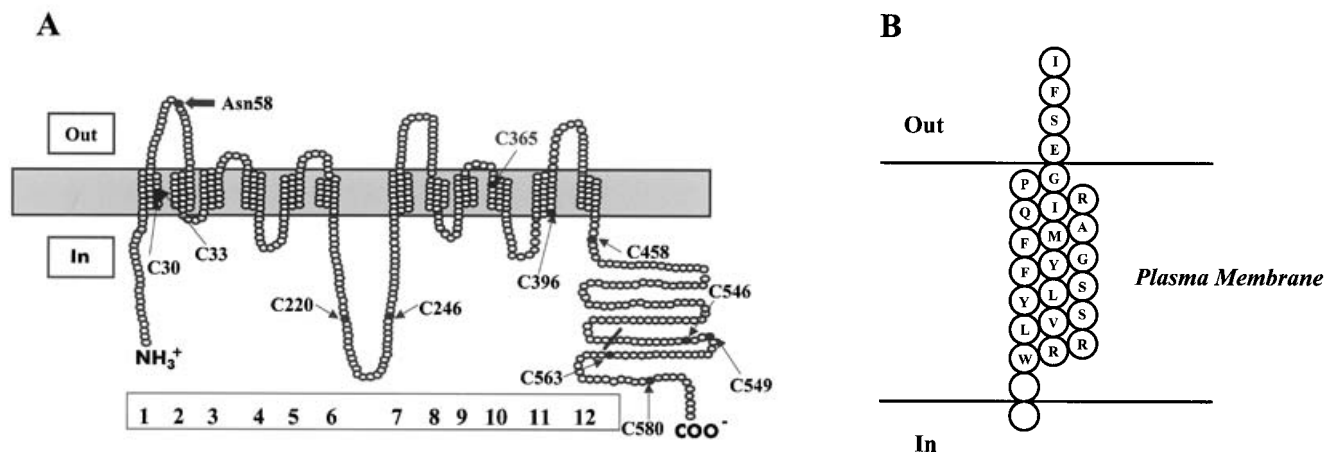 A
B
Asn58
Out
C365
In
C30
C33
C458
C396
C546
C220
C246
NH3+
C563
C549
C580
COO-
1 2 3 4 5 6 7 8 9 10 11 12
I
F
S
E
Out
G
P
R
I
Q
A
M
F
G
Y
F
S
Plasma Membrane
L
Y
S
V
L
R
R
W
In